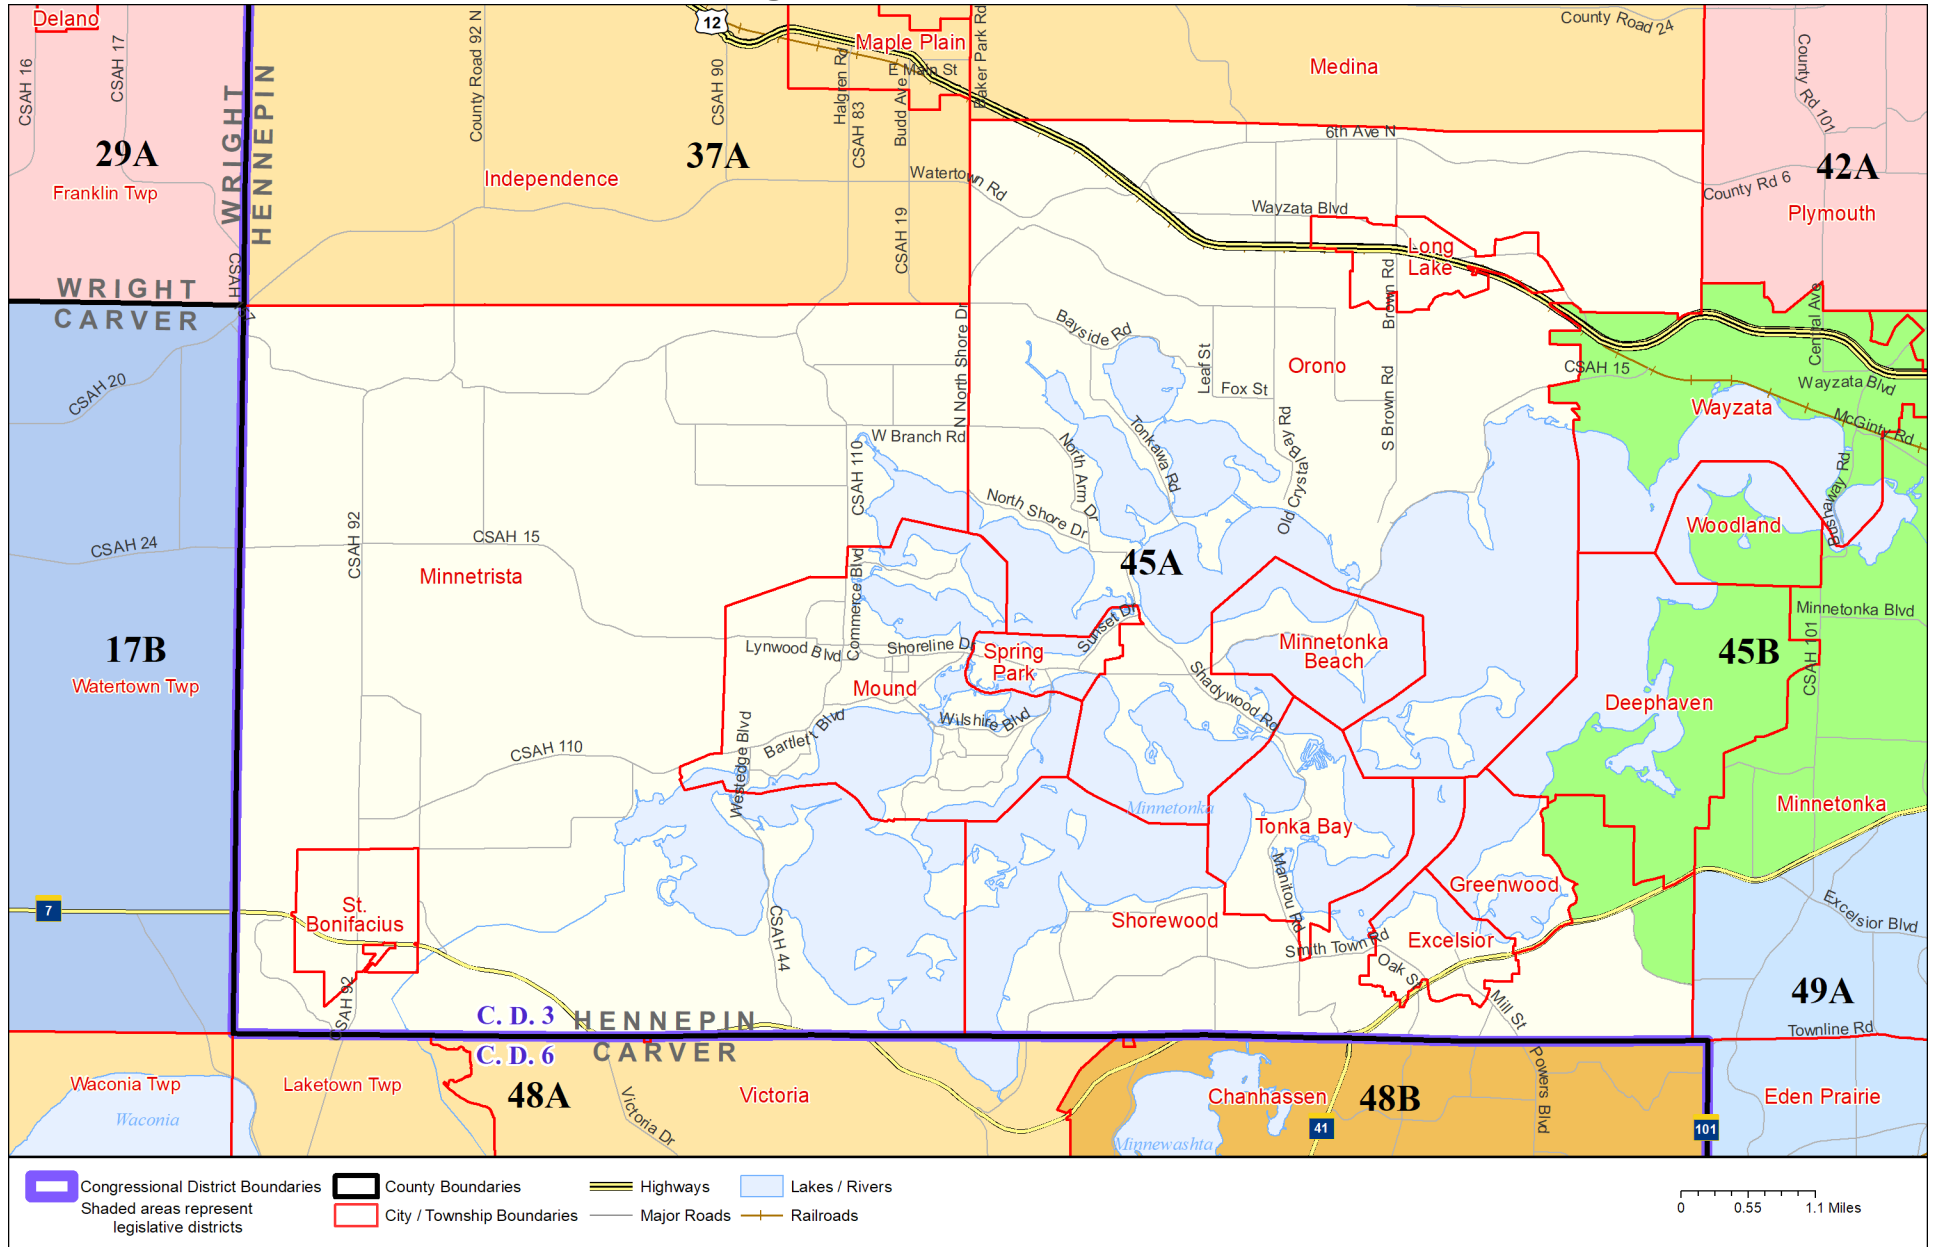 Delano
CSAH 16
CSAH 17
WRIGHT
HENNEPIN
County Road 92 N
12
CSAH 90
Maple Plain
Halgren Rd
E Main St
Budd Ave
CSAH 83
Baker Park Rd
Medina
County Road 24
County Rd 101
29A
Franklin Twp
37A
Independence
Watertown Rd
CSAH 19
6th Ave N
Wayzata Blvd
County Rd 6
42A
Plymouth
Long
Lake
WRIGHT
CARVER
CSAH
Bayside Rd
N North Shore Dr
Leaf St
Fox St
Orono
Brown Rd
S Brown Rd
Old Crystal Bay Rd
CSAH 15
Central Ave
Wayzata Blvd
Wayzata
McGinty Rd
Bushaway Rd
CSAH 20
CSAH 24
W Branch Rd
CSAH 110
North Arm Dr
Tonkawa Rd
North Shore Dr
CSAH 92
CSAH 15
Minnetrista
Commerce Blvd
45A
Woodland
Minnetonka Blvd
CSAH 101
45B
Deephaven
17B
Watertown Twp
Lynwood Blvd
Shoreline Dr
Sunset Dr
Spring
Park
Mound
Minnetonka
Beach
Shadywood Rd
Wilshire Blvd
Bartlett Blvd
Westedge Blvd
CSAH 110
Minnetonka
Tonka Bay
Minnetonka
Manitou Rd
Greenwood
7
St.
Bonifacius
CSAH 44
Shorewood
Smith Town Rd
Excelsior
Oak St
Mill St
Excelsior Blvd
CSAH 92
49A
Townline Rd
C. D. 3
HENNEPIN
C. D. 6
CARVER
Waconia Twp
Waconia
Laketown Twp
48A
Victoria Dr
Victoria
Chanhassen
48B
41
Minnewashta
Powers Blvd
101
Eden Prairie
Congressional District Boundaries
Shaded areas represent
legislative districts
County Boundaries
City / Township Boundaries
Highways
Major Roads
Lakes / Rivers
Railroads
0 0.55 1.1 Miles